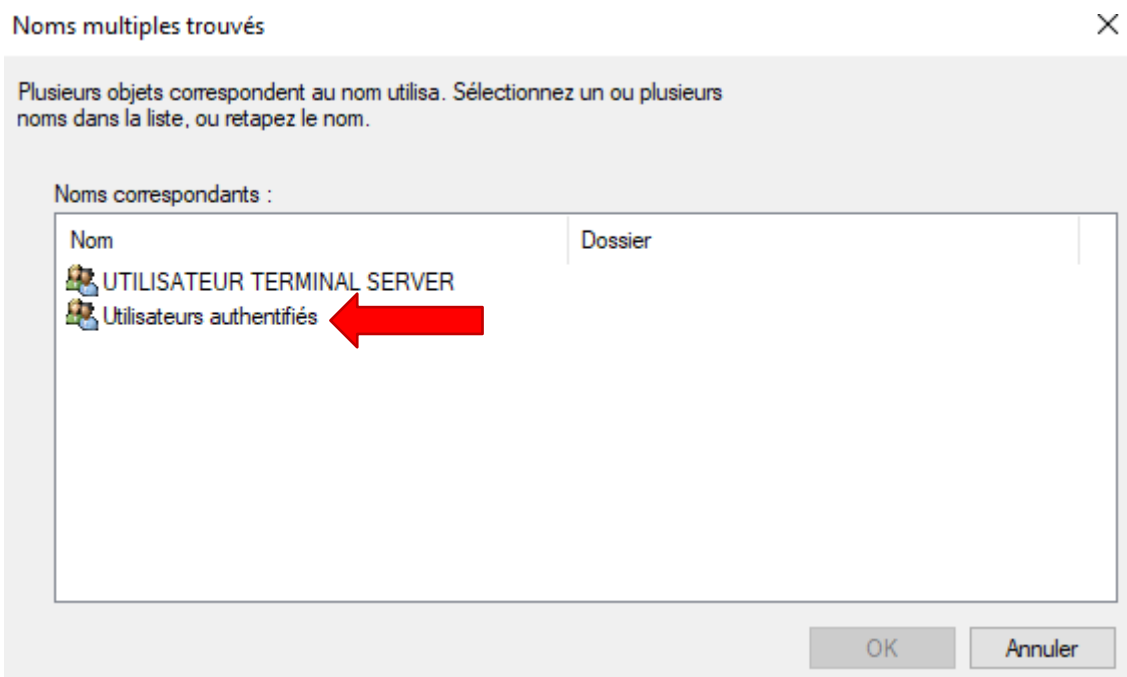 Noms multiples trouvés
Plusieurs objets correspondent au nom utilisa. Sélectionnez un ou plusieurs
noms dans la liste, ou retapez le nom.
Noms correspondants :
Nom Dossier
UTILISATEUR TERMINAL SERVER
Utilisateurs authentifiés
OK Annuler